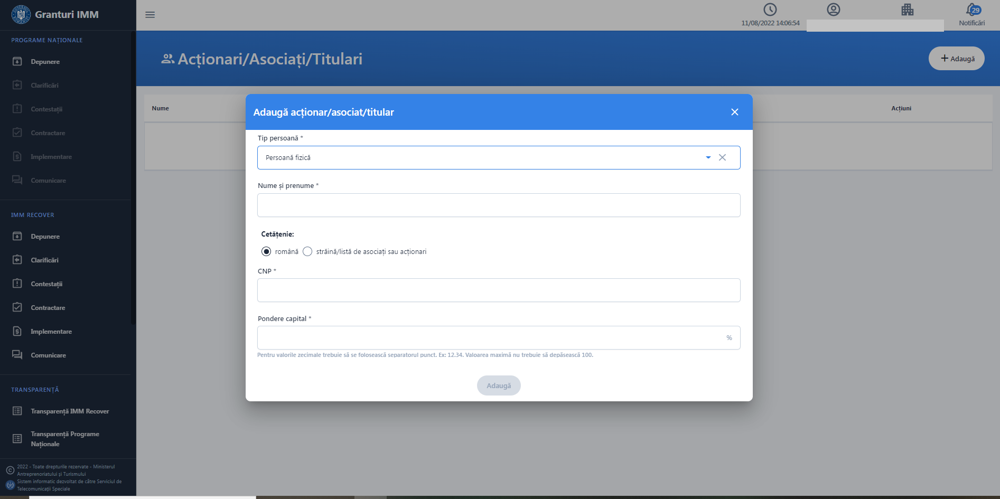 Granturi IMM
11/08/2022 14:06:54
29
Notificări
PROGRAME NAȚIONALE
Depunere
Clarificări
Contestații
Contractare
Implementare
Comunicare
IMM RECOVER
Depunere
Clarificări
Contestații
Contractare
Implementare
Comunicare
TRANSPARENȚĂ
Transparență IMM Recover
Transparență Programe
Naționale
2022 - Toate drepturile rezervate - Ministerul
Antreprenoriatului și Turismului
Sistem informatic dezvoltat de către Serviciul de
Telecomunicații Speciale
Acționari/Asociați/Titulari
+ Adaugă
Nume
Acțiuni
Adaugă acționar/asociat/titular
Tip persoană *
Persoană fizică
Nume și prenume *
Cetățenie:
română străină/listă de asociați sau acționari
CNP *
Pondere capital *
%
Pentru valorile zecimale trebuie să se folosească separatorul punct. Ex: 12.34. Valoarea maximă nu trebuie să depăsească 100.
Adaugă